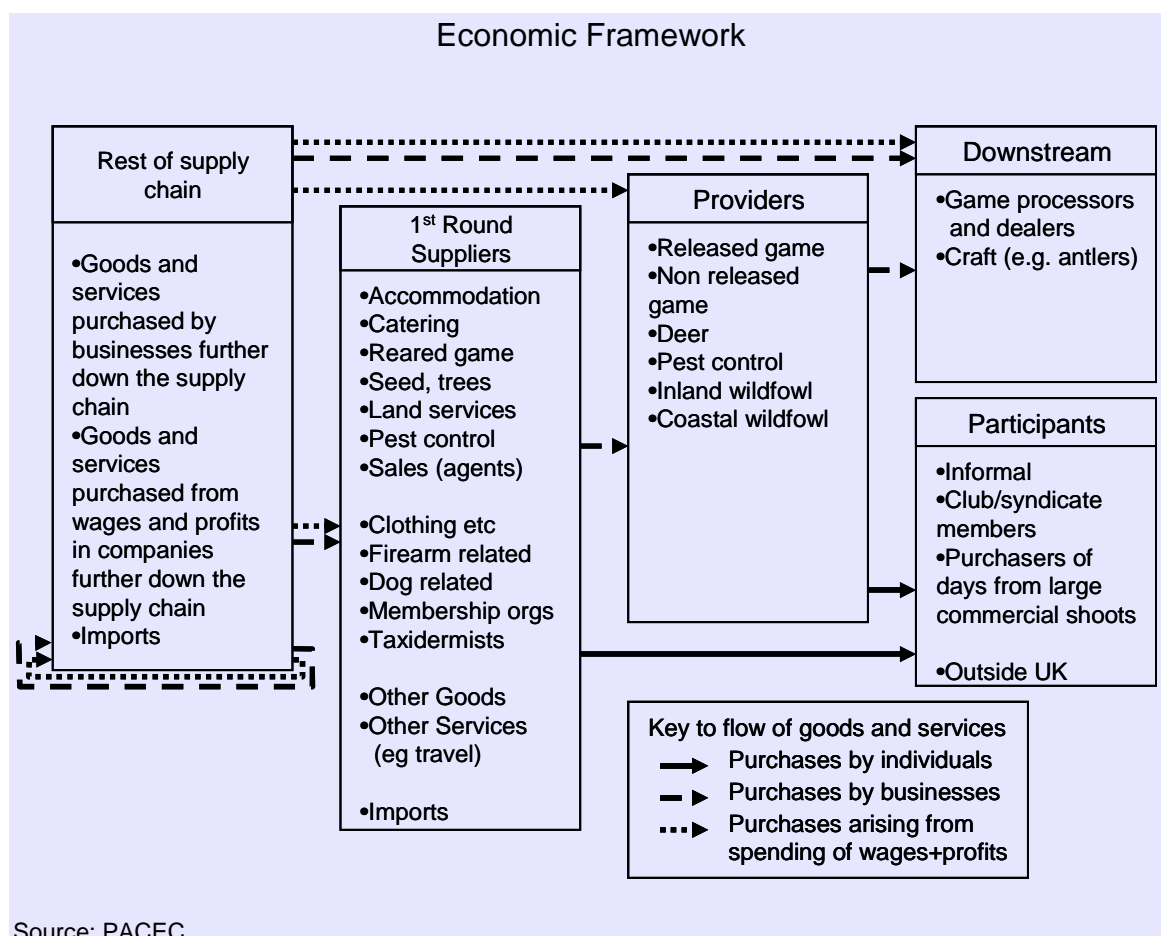 Economic Framework
Rest of supply
chain
•Goods and
services
purchased by
businesses further
down the supply
chain
•Goods and
services
purchased from
wages and profits
in companies
further down the
supply chain
•Imports
1st Round
Suppliers
•Accommodation
•Catering
•Reared game
•Seed, trees
•Land services
•Pest control
•Sales (agents)
•Clothing etc
•Firearm related
•Dog related
•Membership orgs
•Taxidermists
•Other Goods
•Other Services
(eg travel)
•Imports
Providers
•Released game
•Non released
game
•Deer
•Pest control
•Inland wildfowl
•Coastal wildfowl
Downstream
•Game processors
and dealers
•Craft (e.g. antlers)
Participants
•Informal
•Club/syndicate
members
•Purchasers of
days from large
commercial shoots
•Outside UK
Key to flow of goods and services
Purchases by individuals
Purchases by businesses
Purchases arising from
spending of wages+profits
Source: PACEC